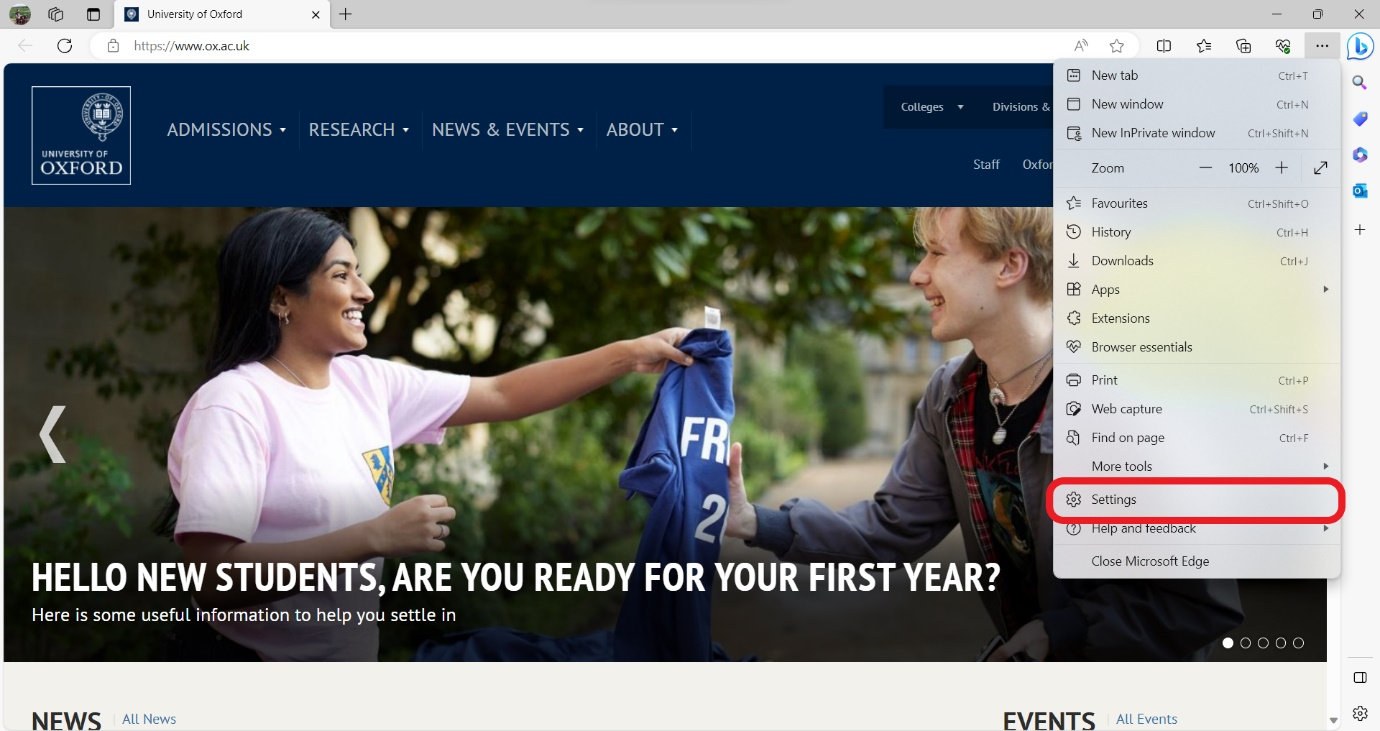 University of Oxford
https://www.ox.ac.uk
UNIVERSITY OF
OXFORD
ADMISSIONS
RESEARCH
NEWS & EVENTS
ABOUT
Colleges
Divisions &
Staff
Oxfor
New tab Ctrl+T
New window Ctrl+N
New InPrivate window Ctrl+Shift+N
Zoom 100%
Favourites Ctrl+Shift+O
History Ctrl+H
Downloads Ctrl+J
Apps
Extensions
Browser essentials
Print Ctrl+P
Web capture Ctrl+Shift+S
Find on page Ctrl+F
More tools
Settings
Help and feedback
Close Microsoft Edge
FR
2
HELLO NEW STUDENTS, ARE YOU READY FOR YOUR FIRST YEAR?
Here is some useful information to help you settle in
NEWS
All News
EVENTS
All Events